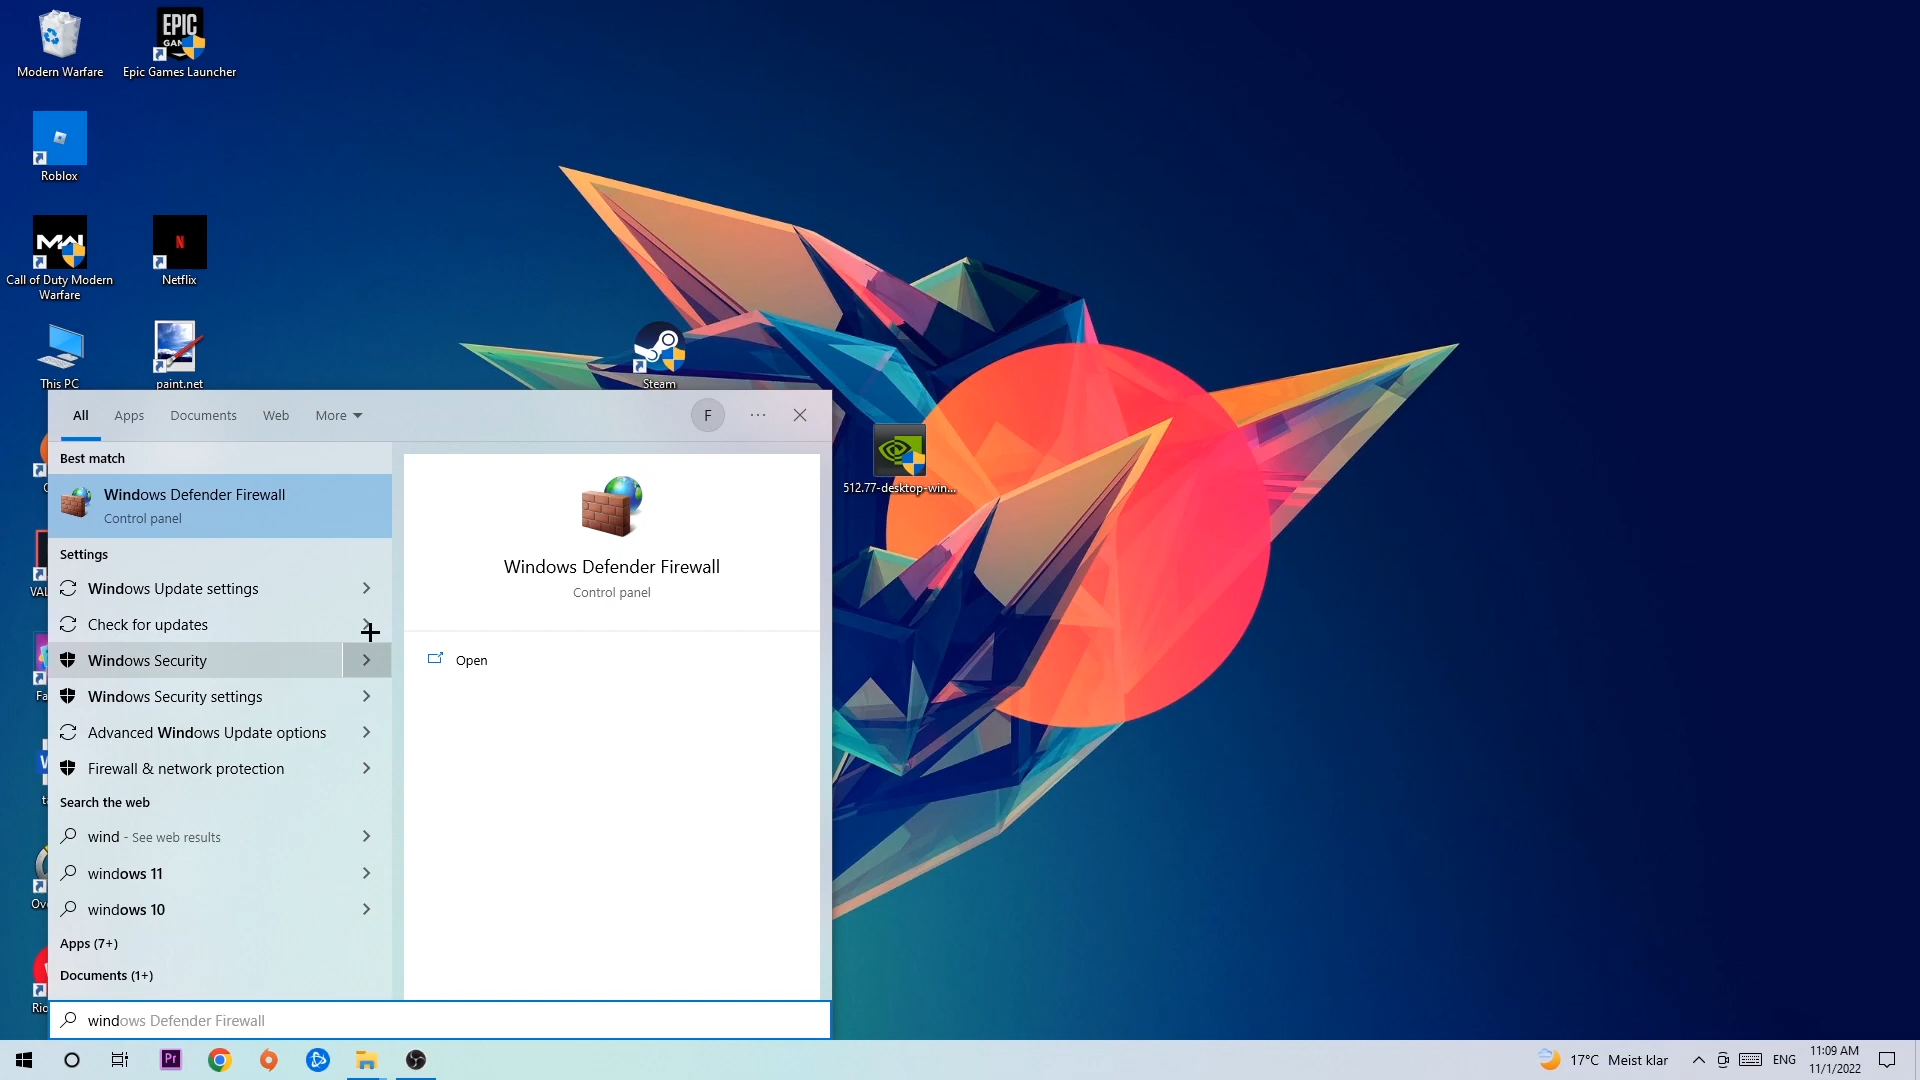 Modern Warfare
EPIC
Epic Games Launcher
Roblox
MW
Call of Duty Modern
Warfare
N
Netflix
This PC
paint.net
Steam
512.77-desktop-win...
All
Apps
Documents
Web
More
F
Best match
Windows Defender Firewall
Control panel
Settings
Windows Update settings
Check for updates
Windows Security
Windows Security settings
Advanced Windows Update options
Firewall & network protection
Search the web
wind - See web results
windows 11
windows 10
Apps (7+)
Documents (1+)
Windows Defender Firewall
Control panel
Open
windows Defender Firewall
Pr
17°C Meist klar
ENG
11:09 AM
11/1/2022